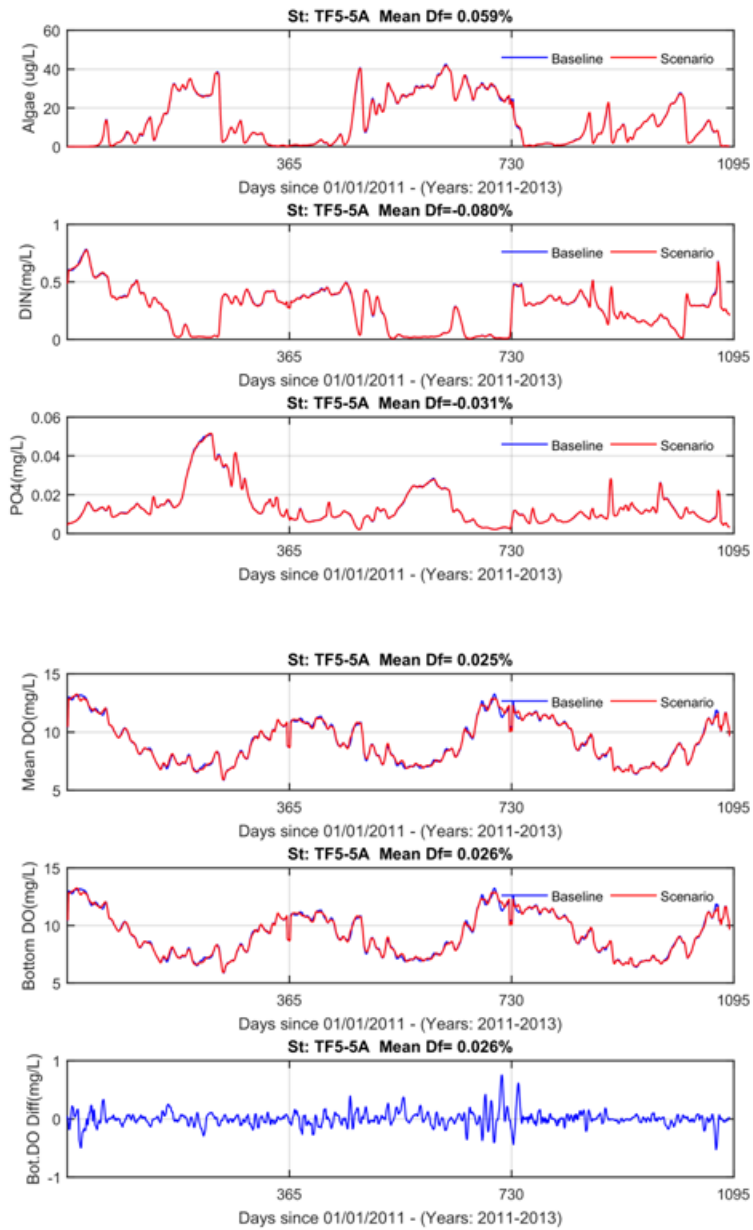 St: TF5-5A Mean Df= 0.059%
60
40
20
0
Algae (ug/L)
Baseline
Scenario
365
730
1095
Days since 01/01/2011 - (Years: 2011-2013)
St: TF5-5A Mean Df=-0.080%
1
0.5
0
DIN(mg/L)
Baseline
Scenario
365
730
1095
Days since 01/01/2011 - (Years: 2011-2013)
St: TF5-5A Mean Df=-0.031%
0.06
0.04
0.02
0
PO4(mg/L)
Baseline
Scenario
365
730
1095
Days since 01/01/2011 - (Years: 2011-2013)
St: TF5-5A Mean Df= 0.025%
15
10
5
Mean DO(mg/L)
Baseline
Scenario
365
730
1095
Days since 01/01/2011 - (Years: 2011-2013)
St: TF5-5A Mean Df= 0.026%
15
10
5
Bottom DO(mg/L)
Baseline
Scenario
365
730
1095
Days since 01/01/2011 - (Years: 2011-2013)
St: TF5-5A Mean Df= 0.026%
1
0
-1
Bot.DO Diff(mg/L)
365
730
1095
Days since 01/01/2011 - (Years: 2011-2013)